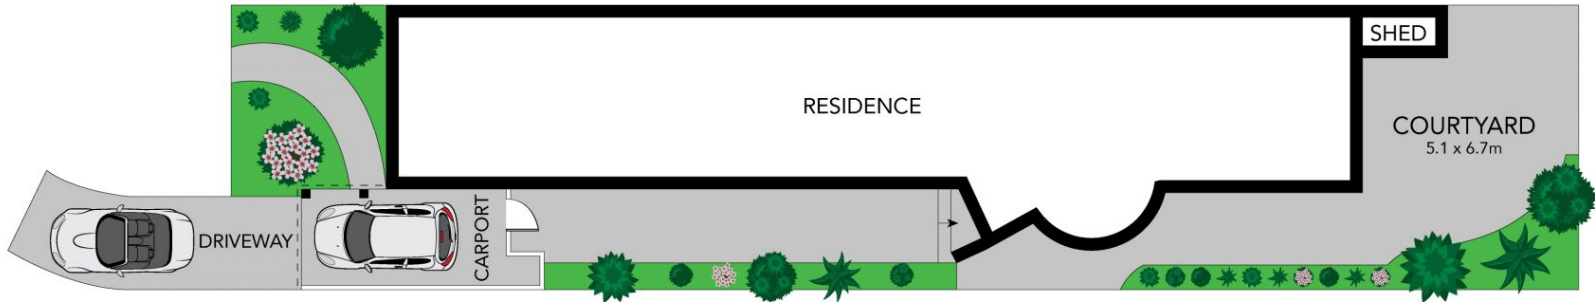 SHED
RESIDENCE
COURTYARD
5.1 x 6.7m
DRIVEWAY
CARPORT